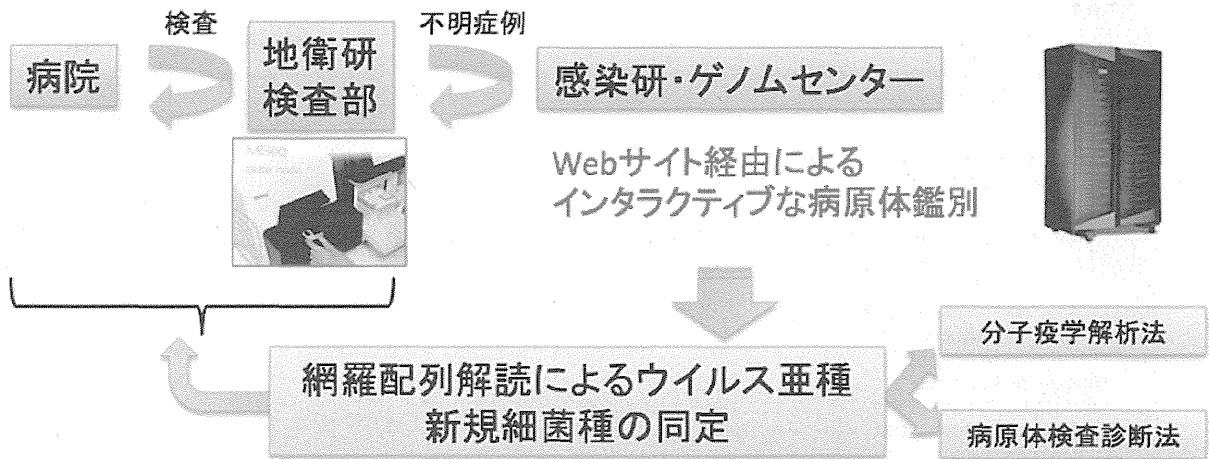 検査
不明症例
病院
地衛研
検査部
感染研・ゲノムセンター
MiSeq
Webサイト経由による
インタラクティブな病原体鑑別
分子疫学解析法
網羅配列解読によるウイルス亜種
新規細菌種の同定
病原体検査診断法